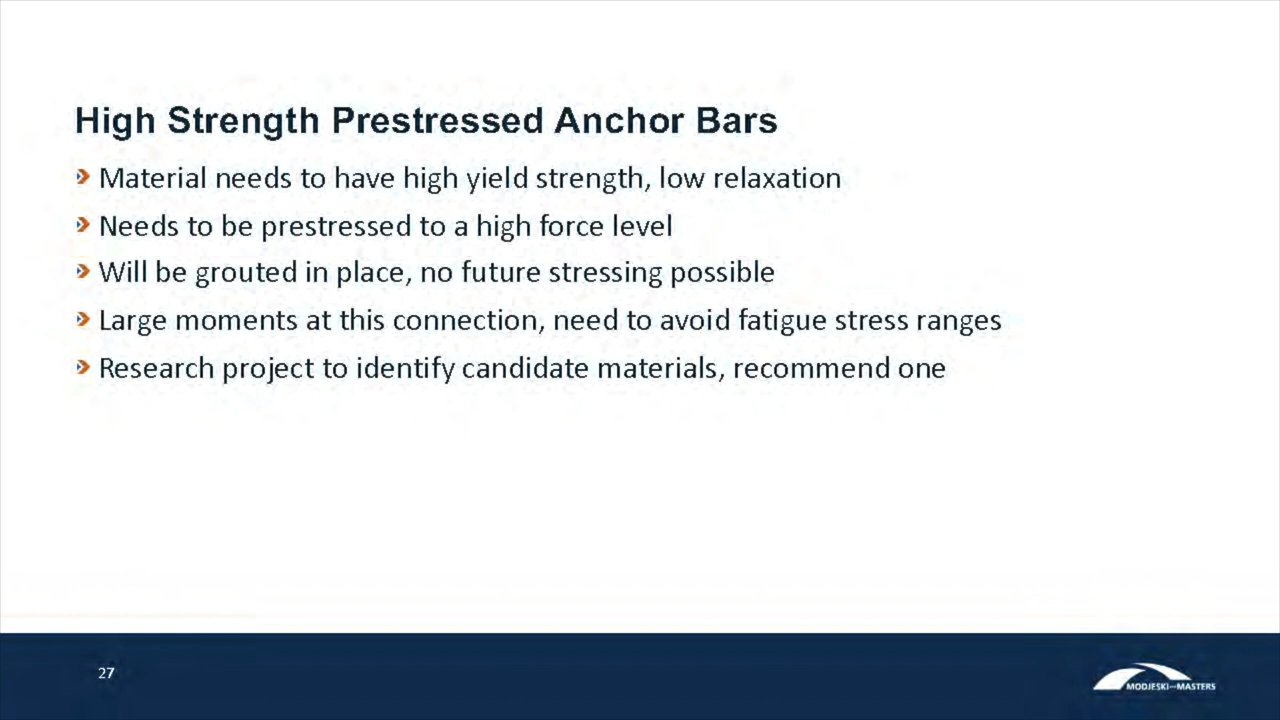 High Strength Prestressed Anchor Bars
Material needs to have high yield strength, low relaxation
Needs to be prestressed to a high force level
Will be grouted in place, no future stressing possible
Large moments at this connection, need to avoid fatigue stress ranges
Research project to identify candidate materials, recommend one
27
MODJESKI and MASTERS